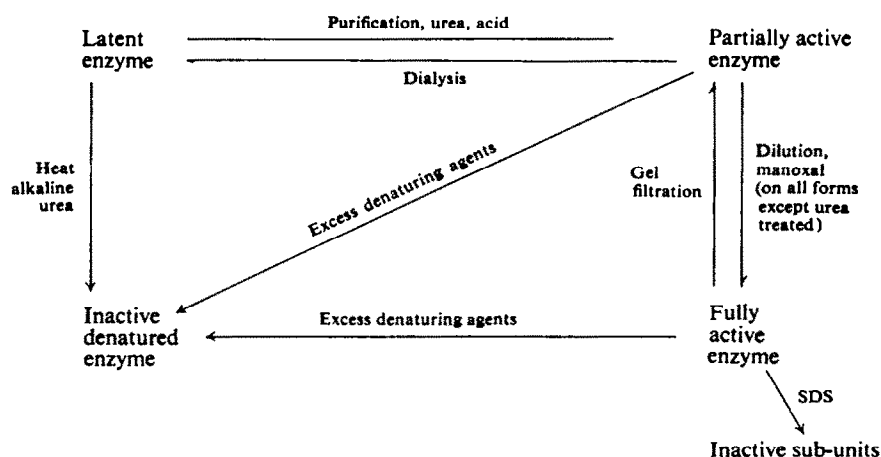 Purification, urea, acid
Latent
enzyme
Partially active
enzyme
Dialysis
Heat
alkaline
urea
Excess denaturing agents
Gel
filtration
Dilution,
manoxal
(on all forms
except urea
treated)
Inactive
denatured
enzyme
Excess denaturing agents
Fully
active
enzyme
SDS
Inactive sub-units